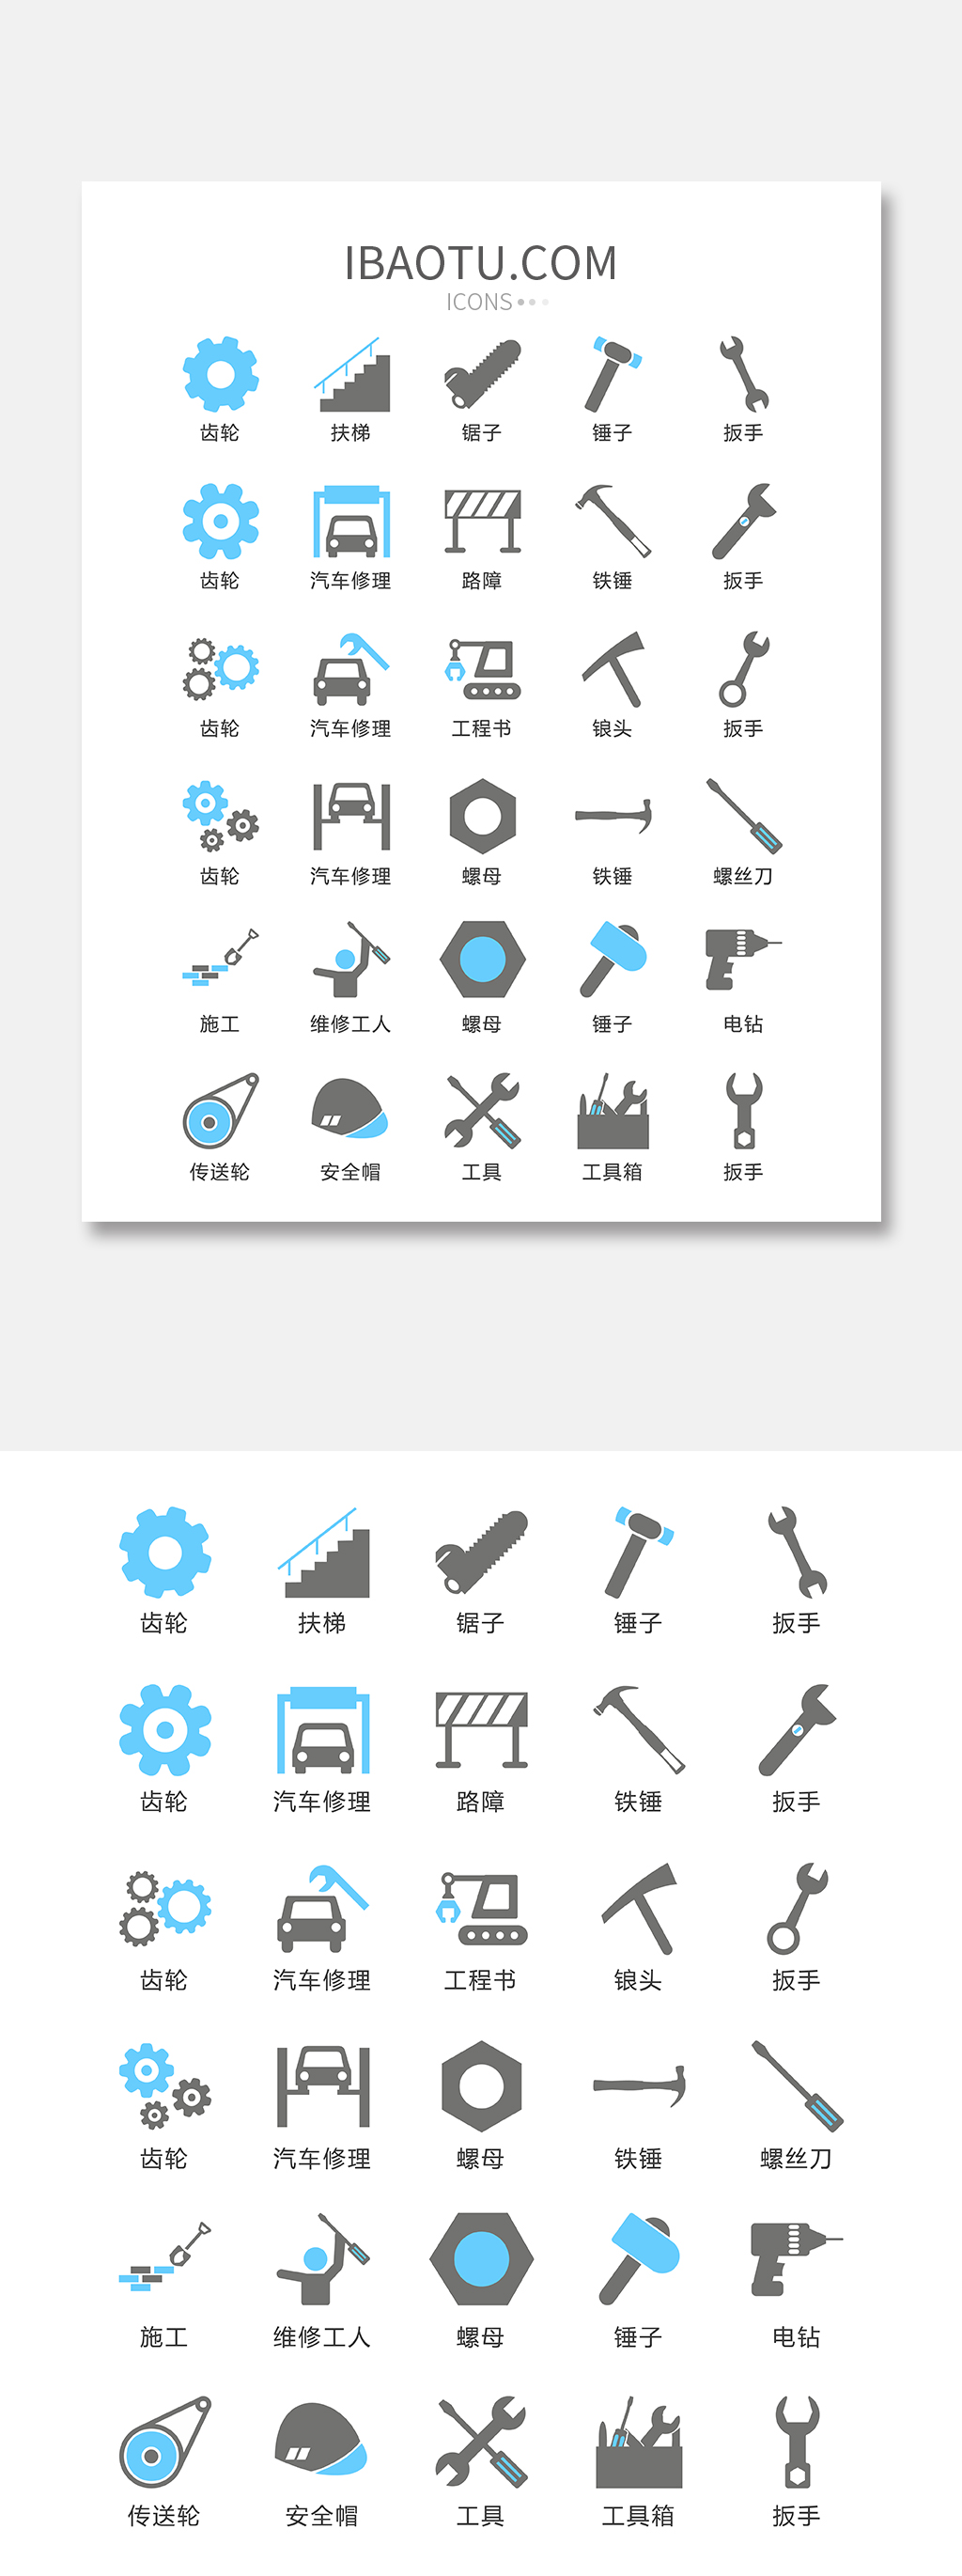 IBAOTU.COM
ICONS
齿轮 扶梯 锯子 锤子 扳手
齿轮 汽车修理 路障 铁锤 扳手
齿轮 汽车修理 工程书 锒头 扳手
齿轮 汽车修理 螺母 铁锤 螺丝刀
施工 维修工人 螺母 锤子 电钻
传送轮 安全帽 工具 工具箱 扳手
齿轮 扶梯 锯子 锤子 扳手
齿轮 汽车修理 路障 铁锤 扳手
齿轮 汽车修理 工程书 锒头 扳手
齿轮 汽车修理 螺母 铁锤 螺丝刀
施工 维修工人 螺母 锤子 电钻
传送轮 安全帽 工具 工具箱 扳手